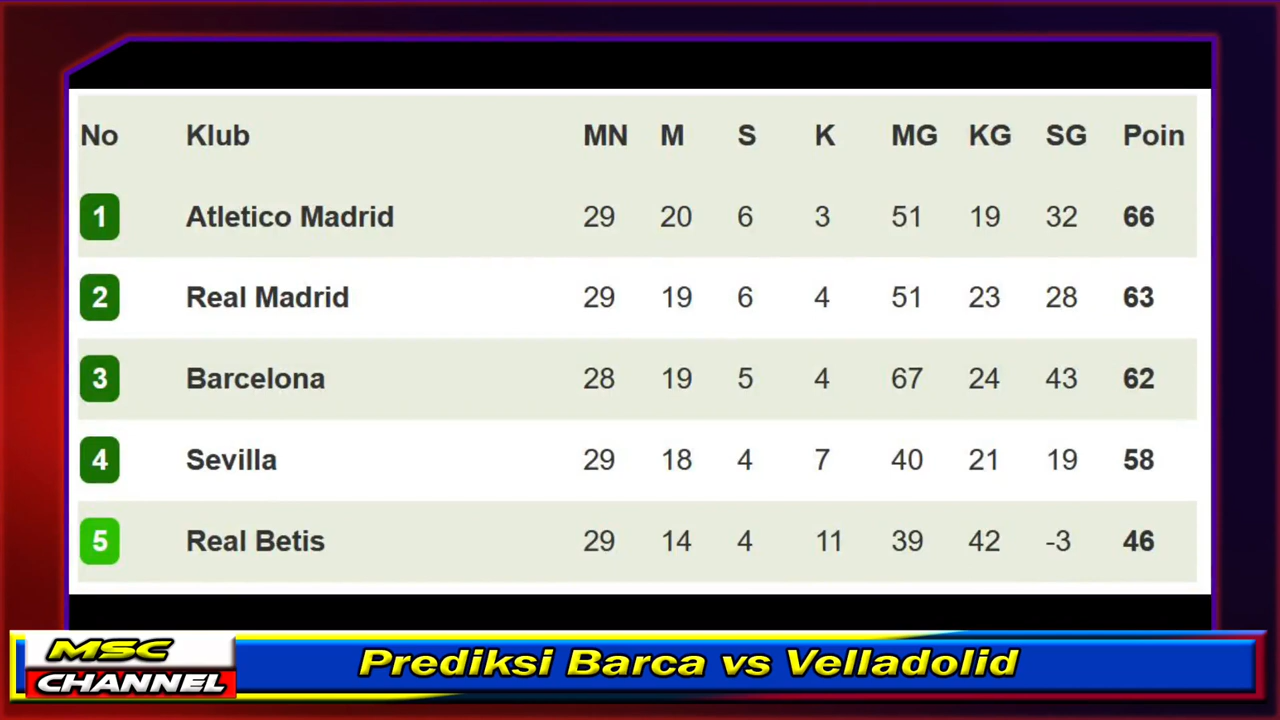 No Klub MN M S K MG KG SG Poin
1 Atletico Madrid 29 20 6 3 51 19 32 66
2 Real Madrid 29 19 6 4 51 23 28 63
3 Barcelona 28 19 5 4 67 24 43 62
4 Sevilla 29 18 4 7 40 21 19 58
5 Real Betis 29 14 4 11 39 42 -3 46
MSC
CHANNEL
Prediksi Barca vs Velladolid